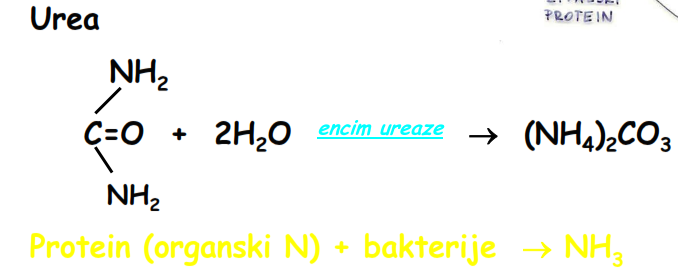 Urea
PROTEIN
NH₂
C=O + 2H₂O encim ureaze → (NH₄)₂CO₃
NH₂
Protein (organski N) + bakterije → NH₃